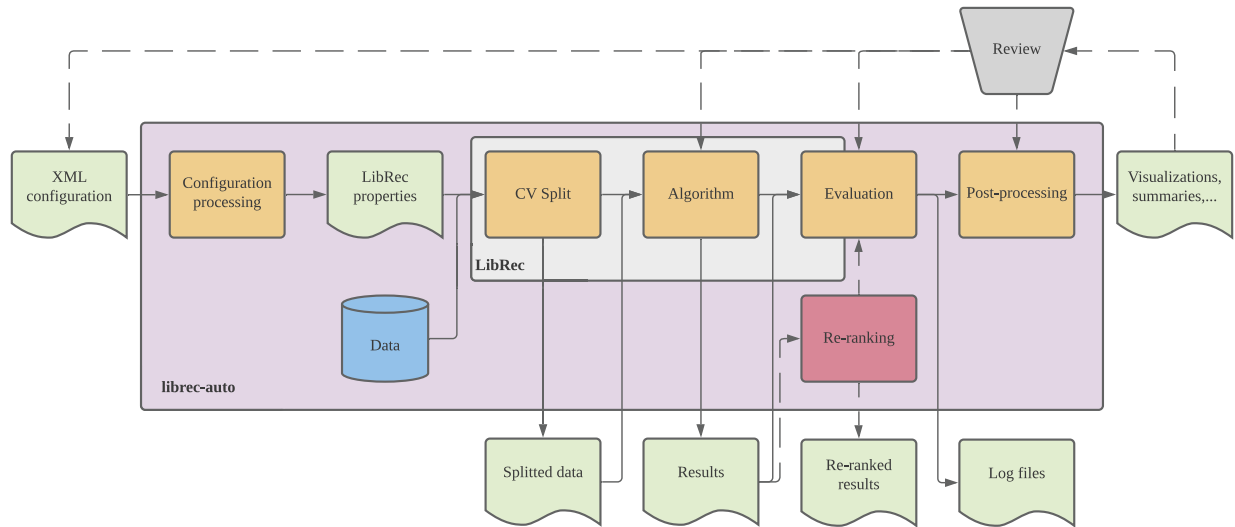 Review
XML
configuration
Configuration
processing
LibRec
properties
CV Split
Algorithm
Evaluation
Post-processing
Visualizations,
summaries,...
LibRec
Data
Re-ranking
librec-auto
Splitted data
Results
Re-ranked
results
Log files